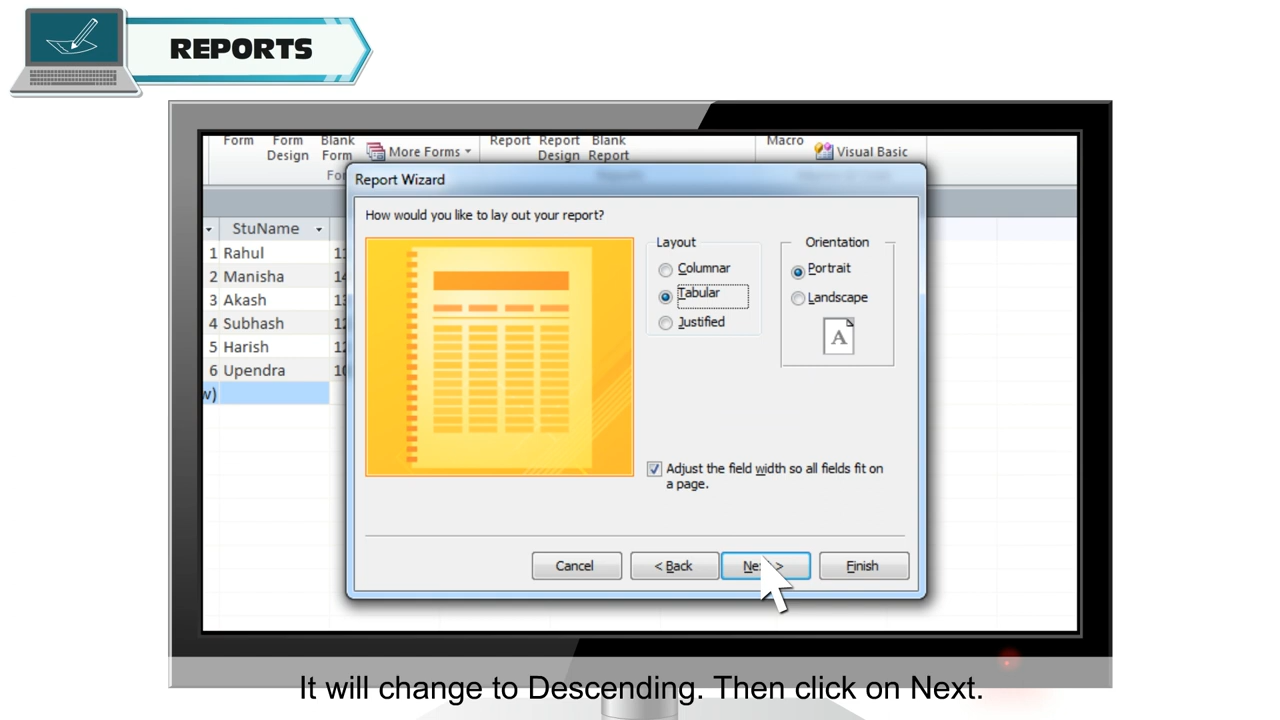 REPORTS
Form Form Blank More Forms Report Report Blank Macro Visual Basic
Design Form Design Report
Report Wizard
How would you like to lay out your report?
StuName
1 Rahul
2 Manisha
3 Akash
4 Subhash
5 Harish
6 Upendra
w)
Layout
Columnar
Tabular
Justified
Orientation
Portrait
Landscape
A
Adjust the field width so all fields fit on
a page.
Cancel < Back Next > Finish
It will change to Descending. Then click on Next.